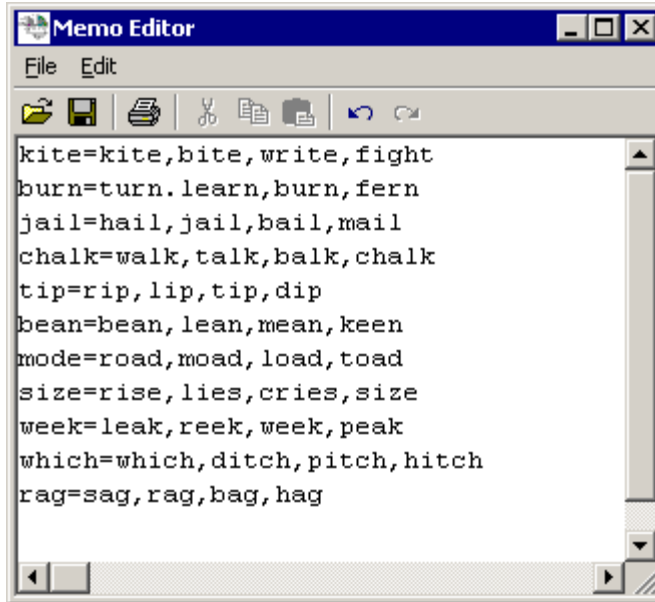 Memo Editor
File Edit
kite=kite,bite,write,fight
burn=turn.learn,burn,fern
jail=hail,jail,bail,mail
chalk=walk,talk,balk,chalk
tip=rip,lip,tip,dip
bean=bean,lean,mean,keen
mode=road,moad,load,toad
size=rise,lies,cries,size
week=leak,reek,week,peak
which=which,ditch,pitch,hitch
rag=sag,rag,bag,hag